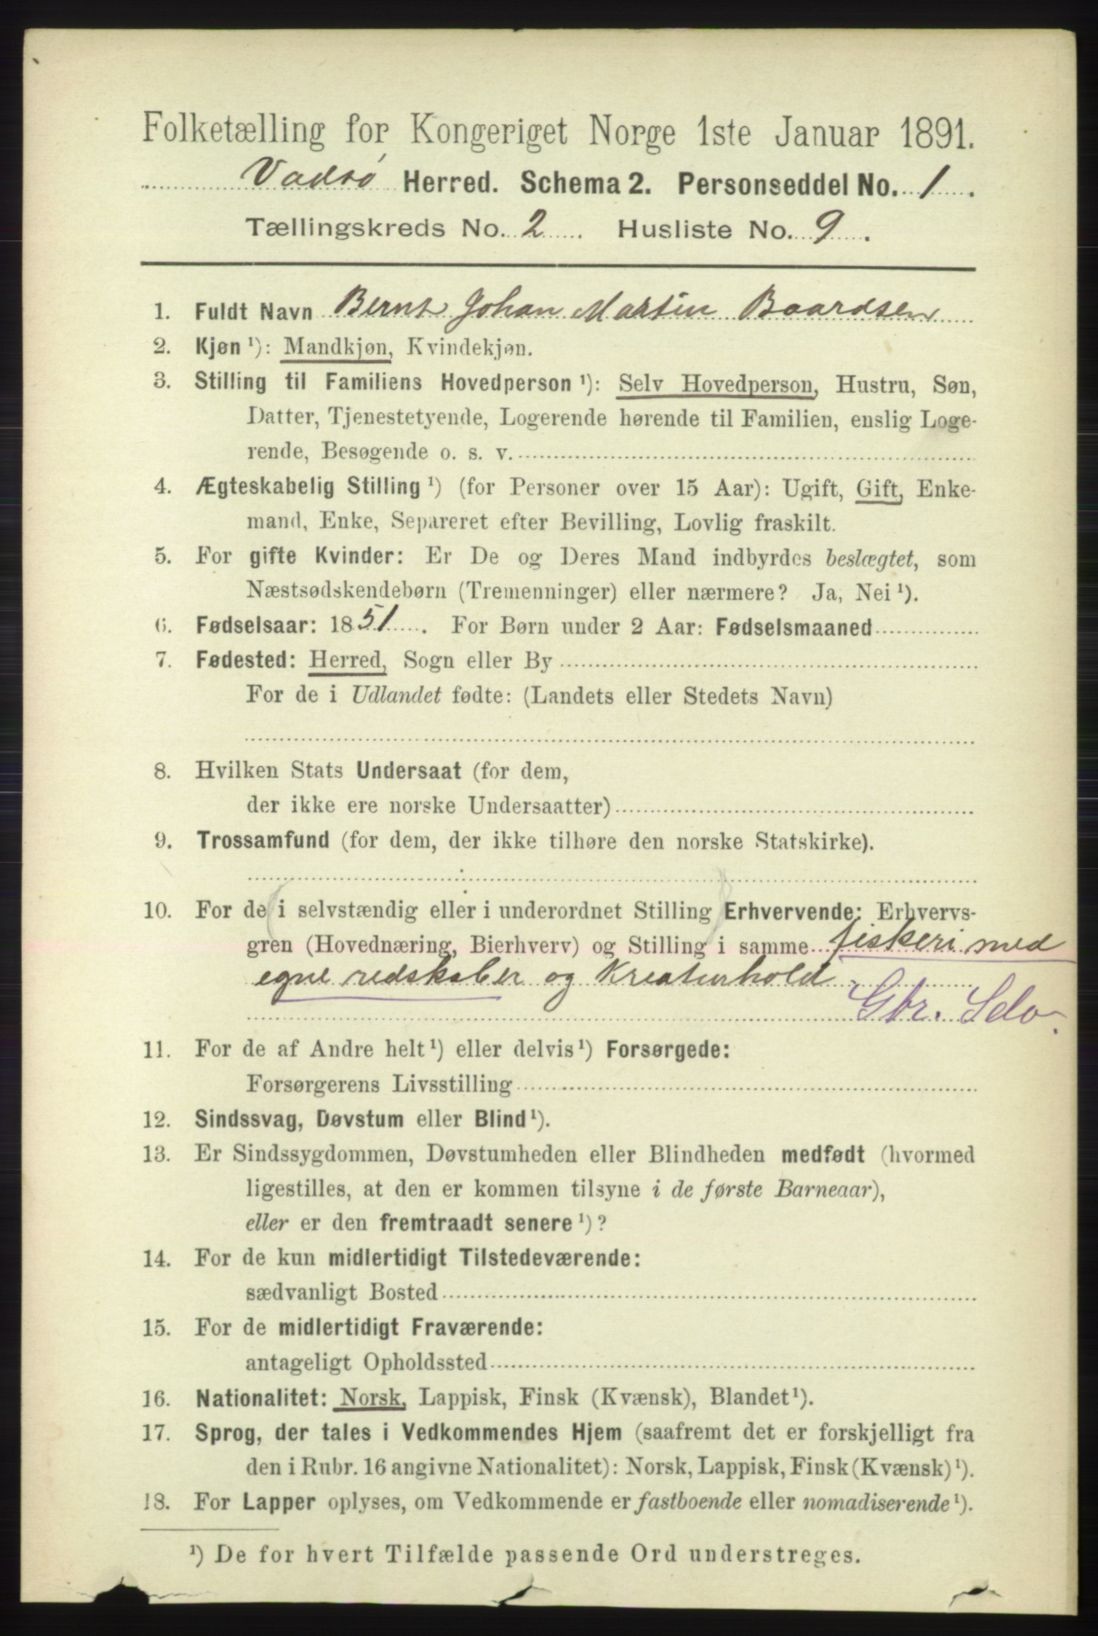 Folketælling for Kongeriget Norge 1ste Januar 1891.
Vadsø Herred. Schema 2. Personseddel No. 1.
Tællingskreds No. 2. Husliste No. 9.
1. Fuldt Navn Bernt Johan Martin Baardsen
2. Kjøn ¹): Mandkjøn, Kvindekjøn.
3. Stilling til Familiens Hovedperson ¹): Selv Hovedperson, Hustru, Søn,
Datter, Tjenestetyende, Logerende hørende til Familien, enslig Loge-
rende, Besøgende o. s. v.
4. Ægteskabelig Stilling ¹) (for Personer over 15 Aar): Ugift, Gift, Enke-
mand, Enke, Separeret efter Bevilling, Lovlig fraskilt.
5. For gifte Kvinder: Er De og Deres Mand indbyrdes beslægtet, som
Næstsødskendebørn (Tremenninger) eller nærmere? Ja, Nei ¹).
6. Fødselsaar: 1851. For Børn under 2 Aar: Fødselsmaaned
7. Fødested: Herred, Sogn eller By
For de i Udlandet fødte: (Landets eller Stedets Navn)
8. Hvilken Stats Undersaat (for dem,
der ikke ere norske Undersaatter)
9. Trossamfund (for dem, der ikke tilhøre den norske Statskirke).
10. For de i selvstændig eller i underordnet Stilling Erhvervende: Erhvervs-
gren (Hovednæring, Bierhverv) og Stilling i samme fiskeri med
egne redskaber og Kreaturhold.
Gbr. Selv.
11. For de af Andre helt ¹) eller delvis ¹) Forsørgede:
Forsørgerens Livsstilling
12. Sindssvag, Døvstum eller Blind ¹).
13. Er Sindssygdommen, Døvstumheden eller Blindheden medfødt (hvormed
ligestilles, at den er kommen tilsyne i de første Barneaar),
eller er den fremtraadt senere ¹)?
14. For de kun midlertidigt Tilstedeværende:
sædvanligt Bosted
15. For de midlertidigt Fraværende:
antageligt Opholdssted
16. Nationalitet: Norsk, Lappisk, Finsk (Kvænsk), Blandet ¹).
17. Sprog, der tales i Vedkommendes Hjem (saafremt det er forskjelligt fra
den i Rubr. 16 angivne Nationalitet): Norsk, Lappisk, Finsk (Kvænsk) ¹).
18. For Lapper oplyses, om Vedkommende er fastboende eller nomadiserende ¹).
¹) De for hvert Tilfælde passende Ord understreges.